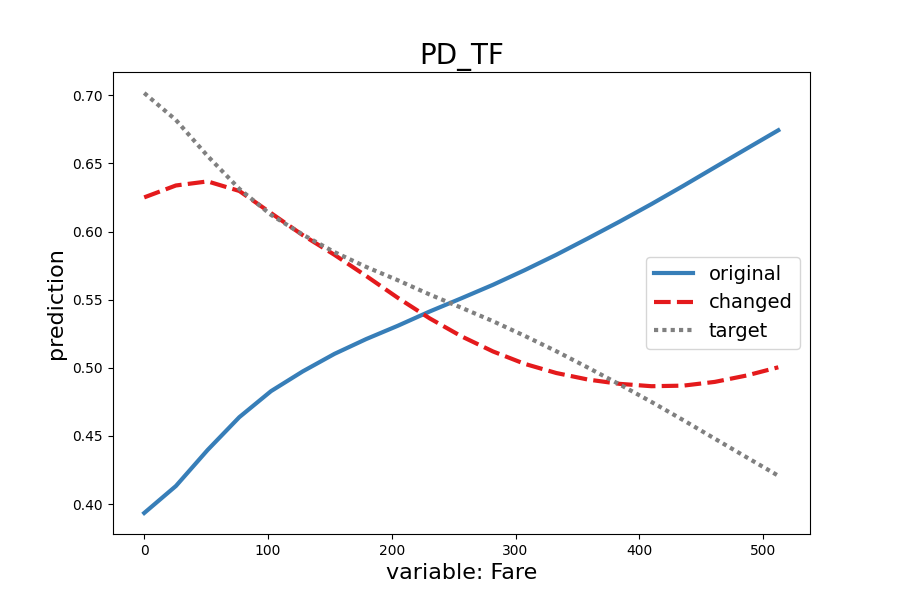 PD_TF
prediction
0.70
0.65
0.60
0.55
0.50
0.45
0.40
original
changed
target
0 100 200 300 400 500
variable: Fare